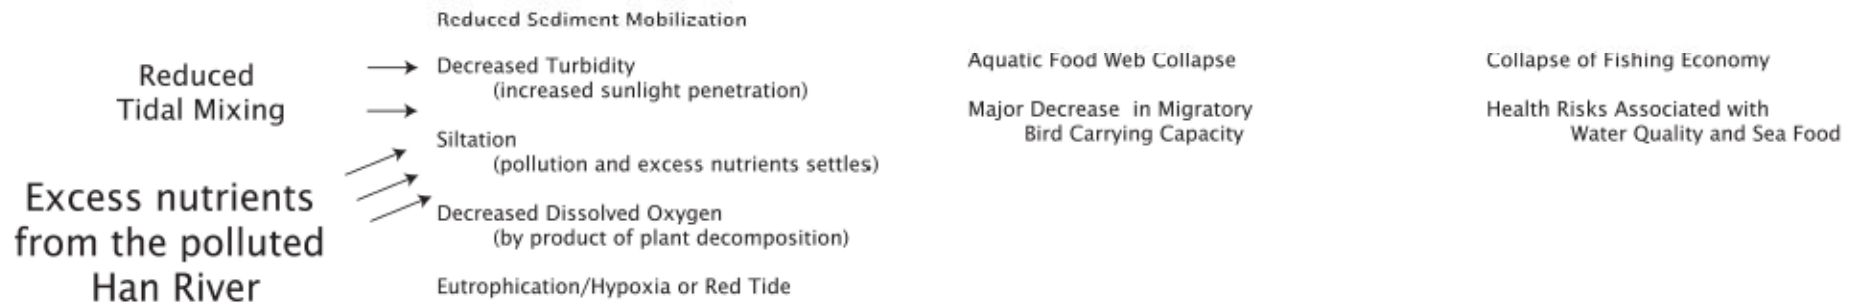 Reduced Sediment Mobilization
Reduced
Tidal Mixing
Decreased Turbidity
(increased sunlight penetration)
Siltation
(pollution and excess nutrients settles)
Excess nutrients
from the polluted
Han River
Decreased Dissolved Oxygen
(by product of plant decomposition)
Eutrophication/Hypoxia or Red Tide
Aquatic Food Web Collapse
Major Decrease in Migratory
Bird Carrying Capacity
Collapse of Fishing Economy
Health Risks Associated with
Water Quality and Sea Food